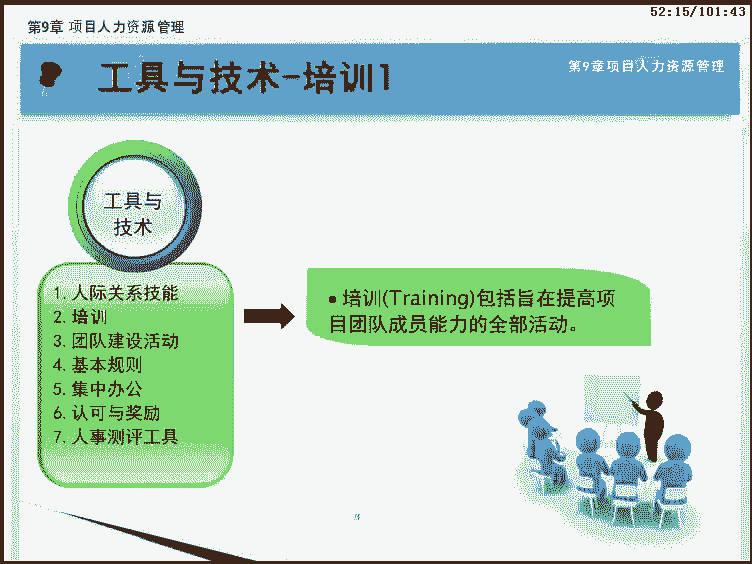 52:15/101:43
第9章 项目人力资源管理
工具与技术-培训1
第9章项目人力资源管理
工具与
技术
1. 人际关系技能
2. 培训
3. 团队建设活动
4. 基本规则
5. 集中办公
6. 认可与奖励
7. 人事测评工具
• 培训(Training)包括旨在提高项
目团队成员能力的全部活动。